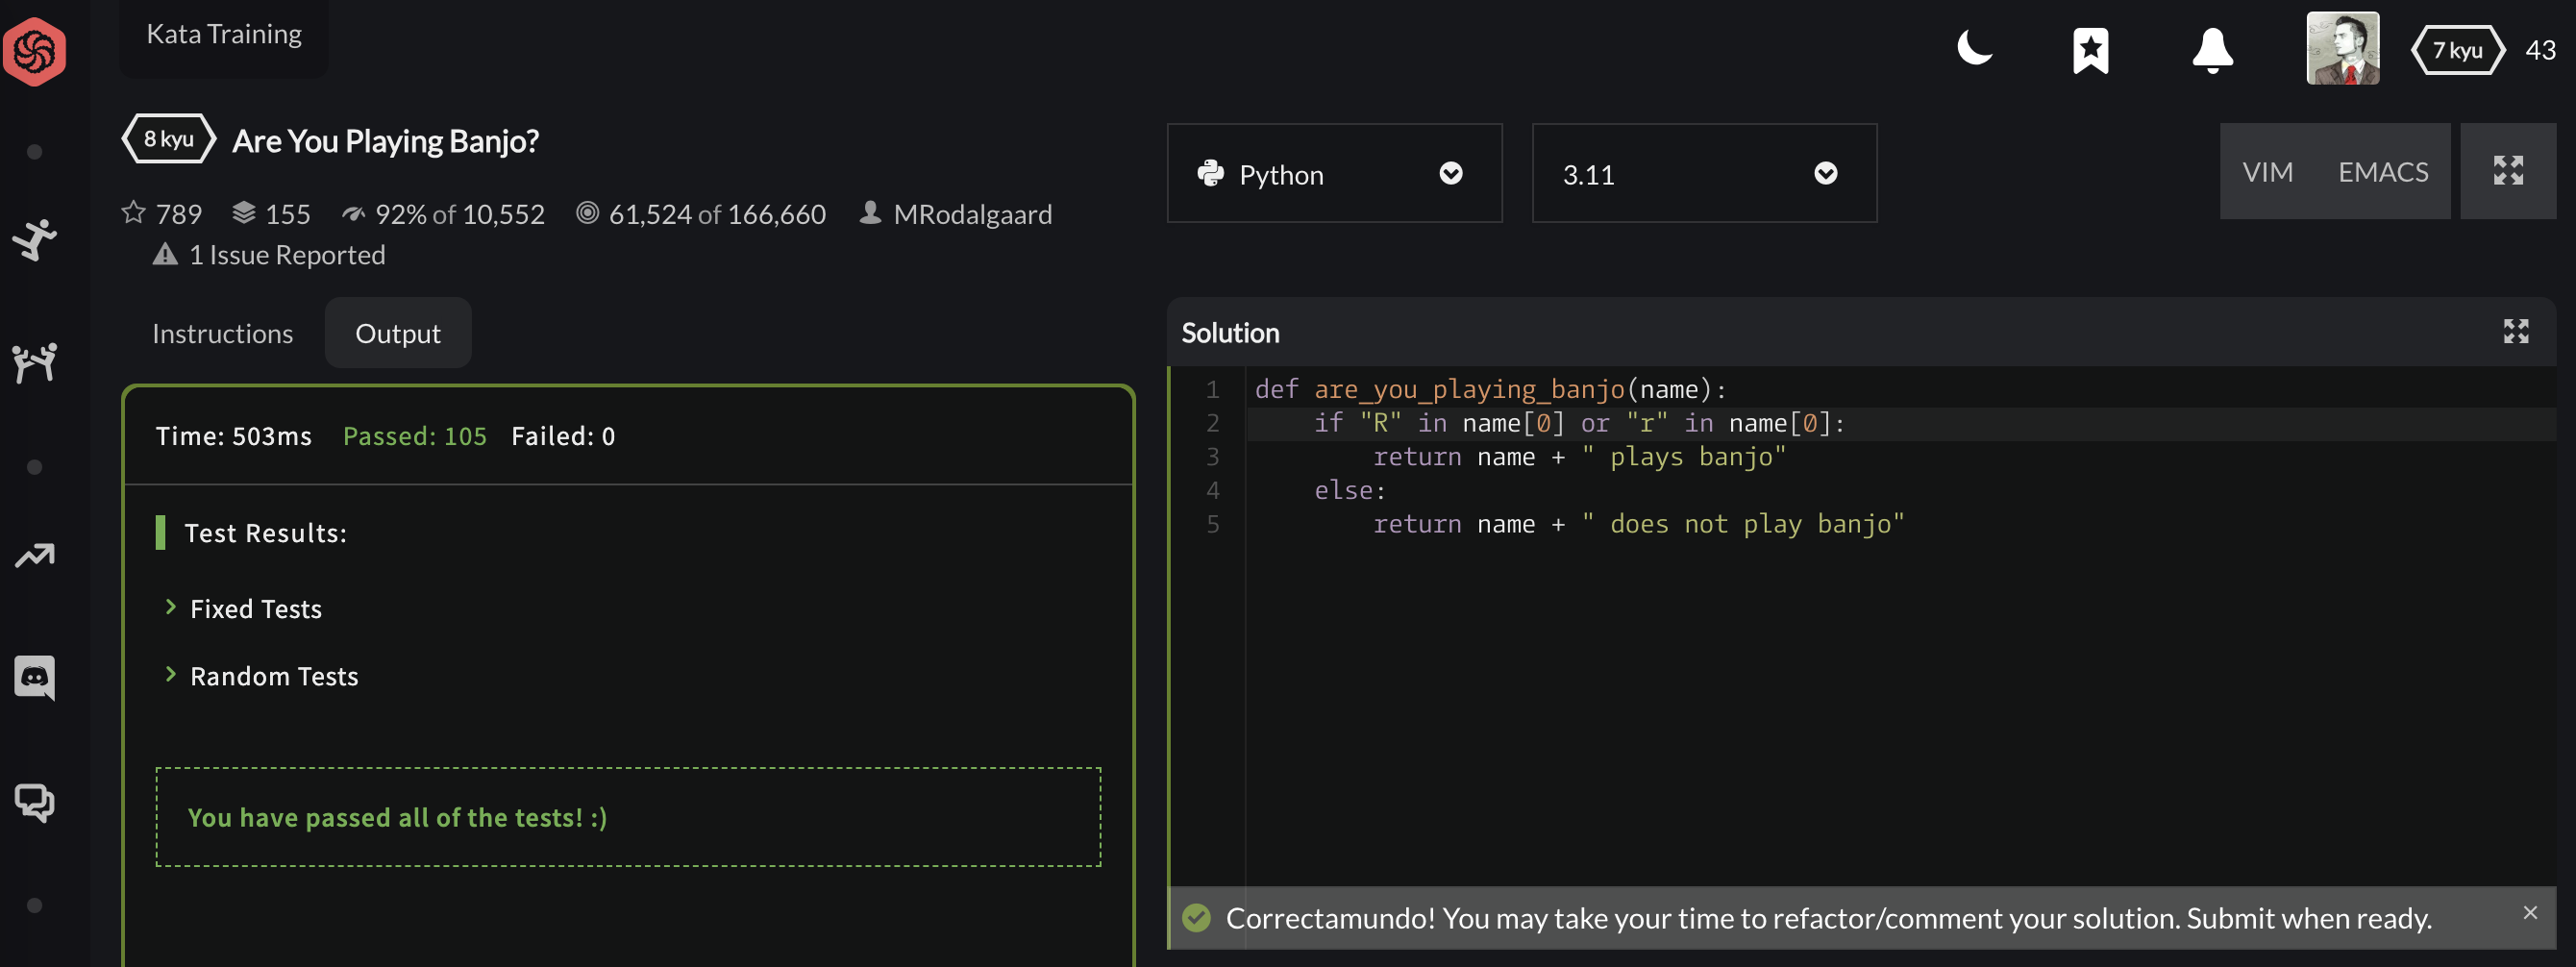 Kata Training
7 kyu 43
8 kyu Are You Playing Banjo?
789 155 92% of 10,552 61,524 of 166,660 MRodalgaard
1 Issue Reported
Python 3.11 VIM EMACS
Instructions Output
Time: 503ms Passed: 105 Failed: 0
Test Results:
Fixed Tests
Random Tests
You have passed all of the tests! :)
Solution
1 def are_you_playing_banjo(name):
2     if "R" in name[0] or "r" in name[0]:
3         return name + " plays banjo"
4     else:
5         return name + " does not play banjo"
Correctamundo! You may take your time to refactor/comment your solution. Submit when ready.